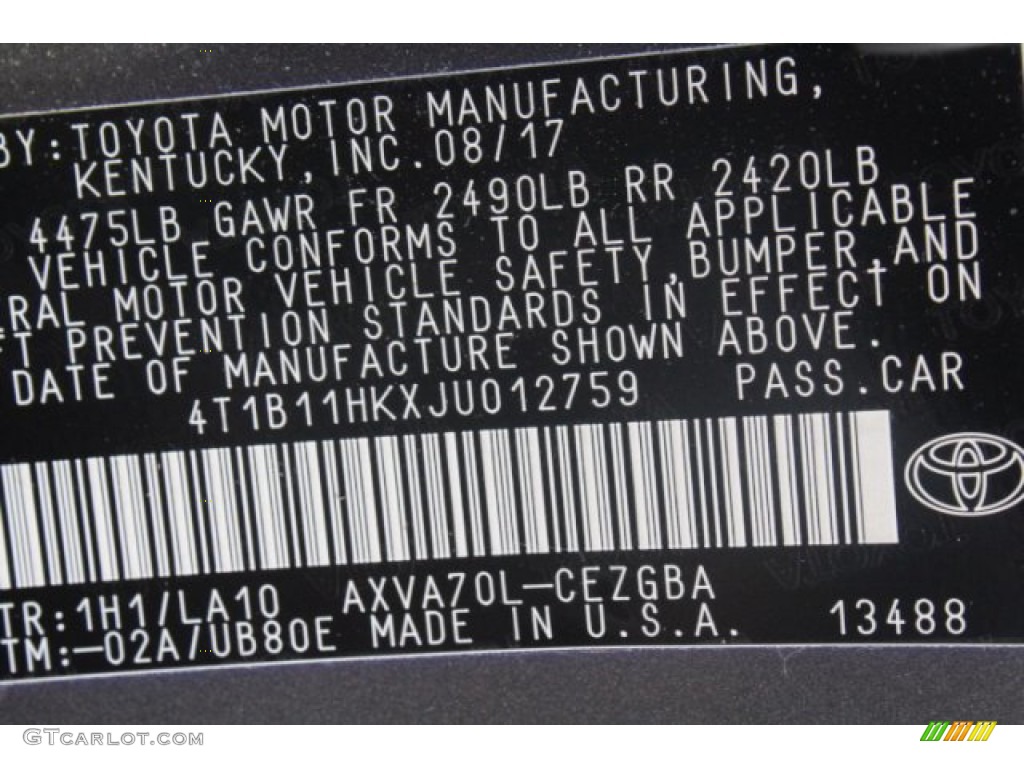 BY: TOYOTA MOTOR MANUFACTURING,
KENTUCKY, INC. 08/17
4475LB GAWR FR 2490LB RR 2420LB
VEHICLE CONFORMS TO ALL APPLICABLE
RAL MOTOR VEHICLE SAFETY, BUMPER, AND
T PREVENTION STANDARDS IN EFFECT ON
DATE OF MANUFACTURE SHOWN ABOVE.
4T1B11HKXJU012759 PASS. CAR
TR: 1H1/LA10 AXVA70L-CEZGBA
TM:-02A/UB80E MADE IN U.S.A. 13488
GTCarlot.com